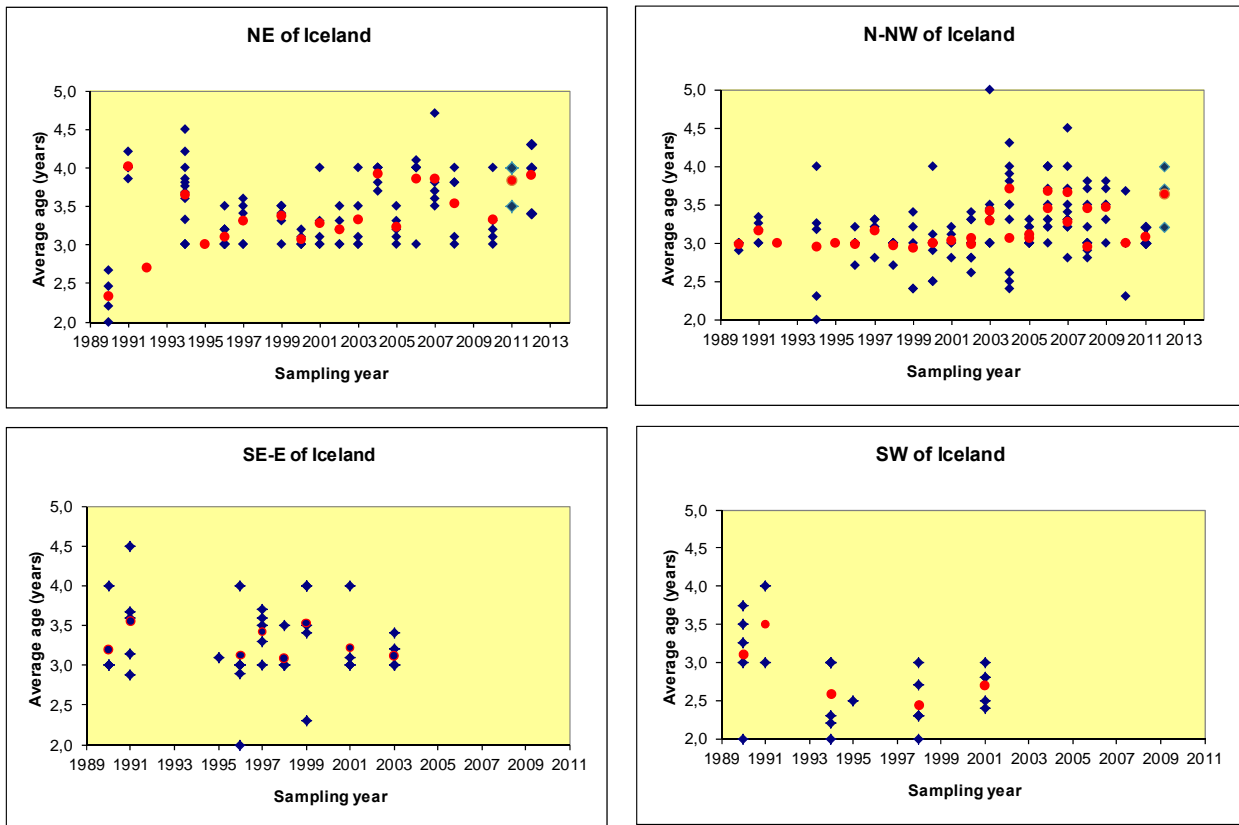 NE of Iceland
Average age (years)
5,0
4,5
4,0
3,5
3,0
2,5
2,0
1989 1991 1993 1995 1997 1999 2001 2003 2005 2007 2009 2011 2013
Sampling year
N-NW of Iceland
Average age (years)
5,0
4,5
4,0
3,5
3,0
2,5
2,0
1989 1991 1993 1995 1997 1999 2001 2003 2005 2007 2009 2011 2013
Sampling year
SE-E of Iceland
Average age (years)
5,0
4,5
4,0
3,5
3,0
2,5
2,0
1989 1991 1993 1995 1997 1999 2001 2003 2005 2007 2009 2011
Sampling year
SW of Iceland
Average age (years)
5,0
4,5
4,0
3,5
3,0
2,5
2,0
1989 1991 1993 1995 1997 1999 2001 2003 2005 2007 2009 2011
Sampling year